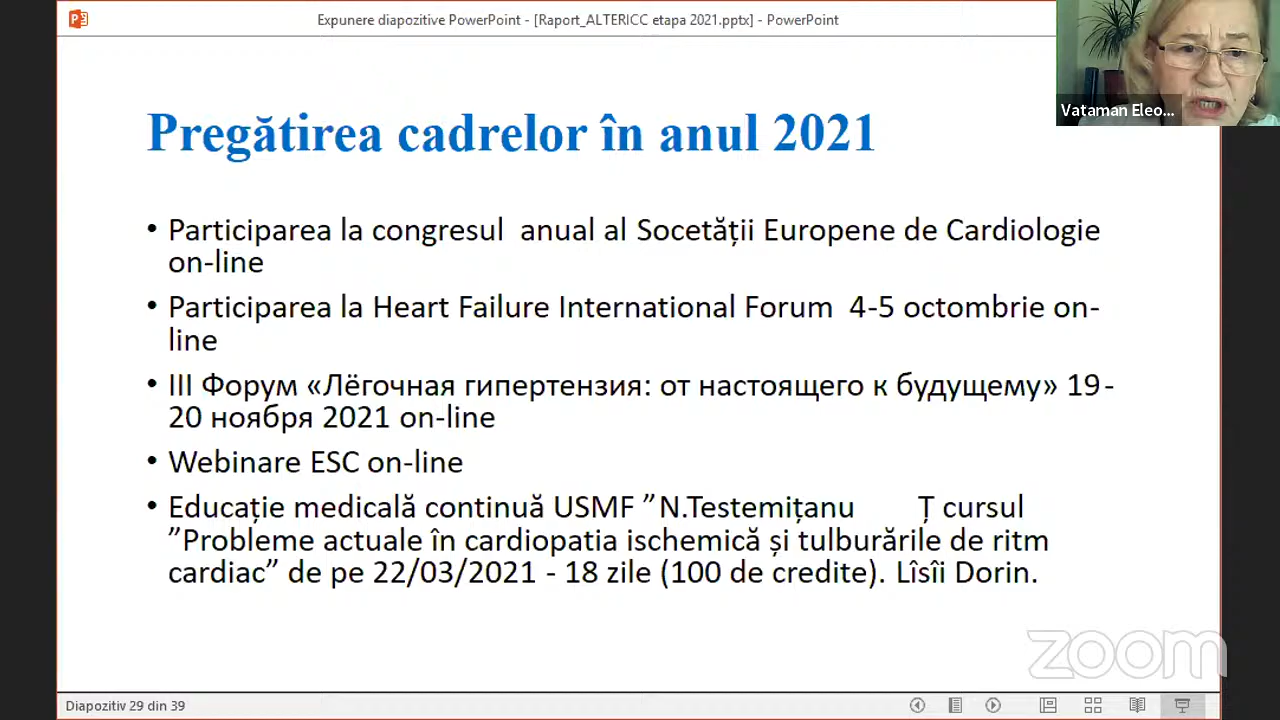 Expunere diapozitive PowerPoint - [Raport_ALTERICC etapa 2021.pptx] - PowerPoint
Vataman Eleo...
Pregătirea cadrelor în anul 2021
• Participarea la congresul anual al Socetății Europene de Cardiologie
on-line
• Participarea la Heart Failure International Forum 4-5 octombrie on-
line
• III Форум «Лёгочная гипертензия: от настоящего к будущему» 19-
20 ноября 2021 on-line
• Webinare ESC on-line
• Educație medicală continuă USMF ”N.Testemițanu Ț cursul
”Probleme actuale în cardiopatia ischemică și tulburările de ritm
cardiac” de pe 22/03/2021 - 18 zile (100 de credite). Lîsîi Dorin.
zoom
Diapozitiv 29 din 39